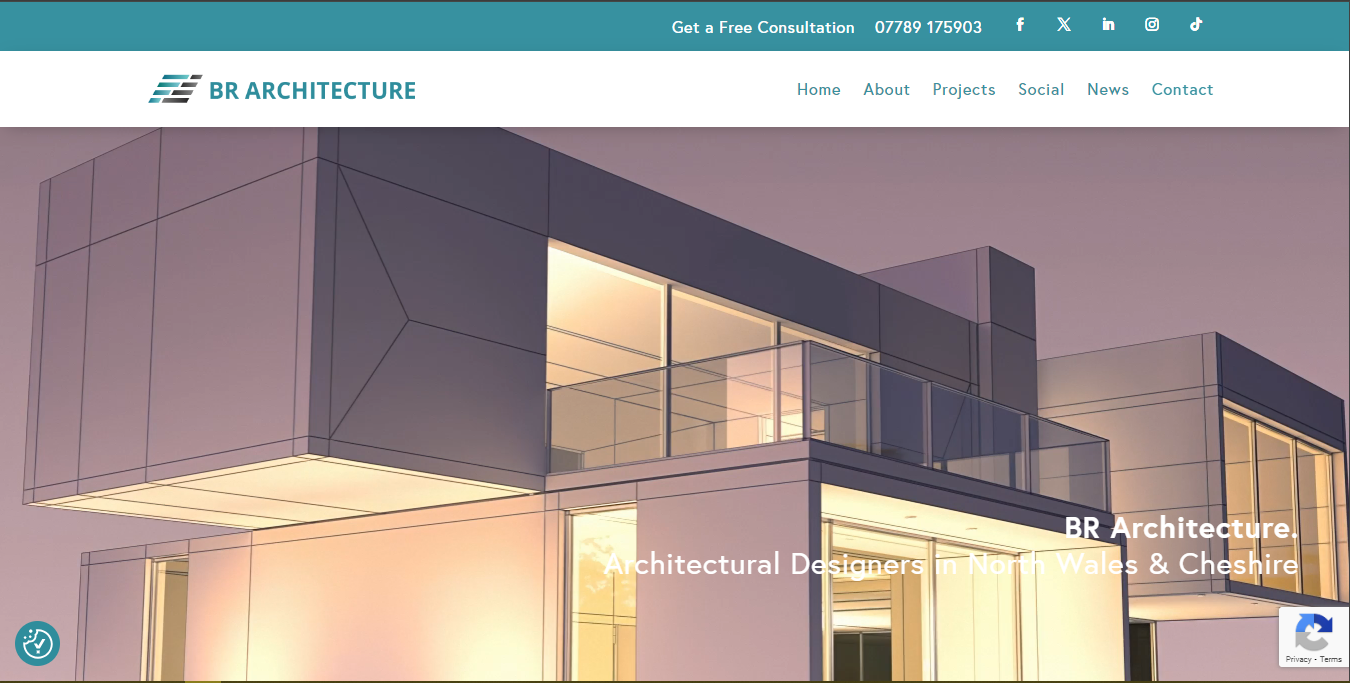 Get a Free Consultation 07789 175903
BR ARCHITECTURE
Home About Projects Social News Contact
BR Architecture.
Architectural Designers in North Wales & Cheshire
Privacy - Terms